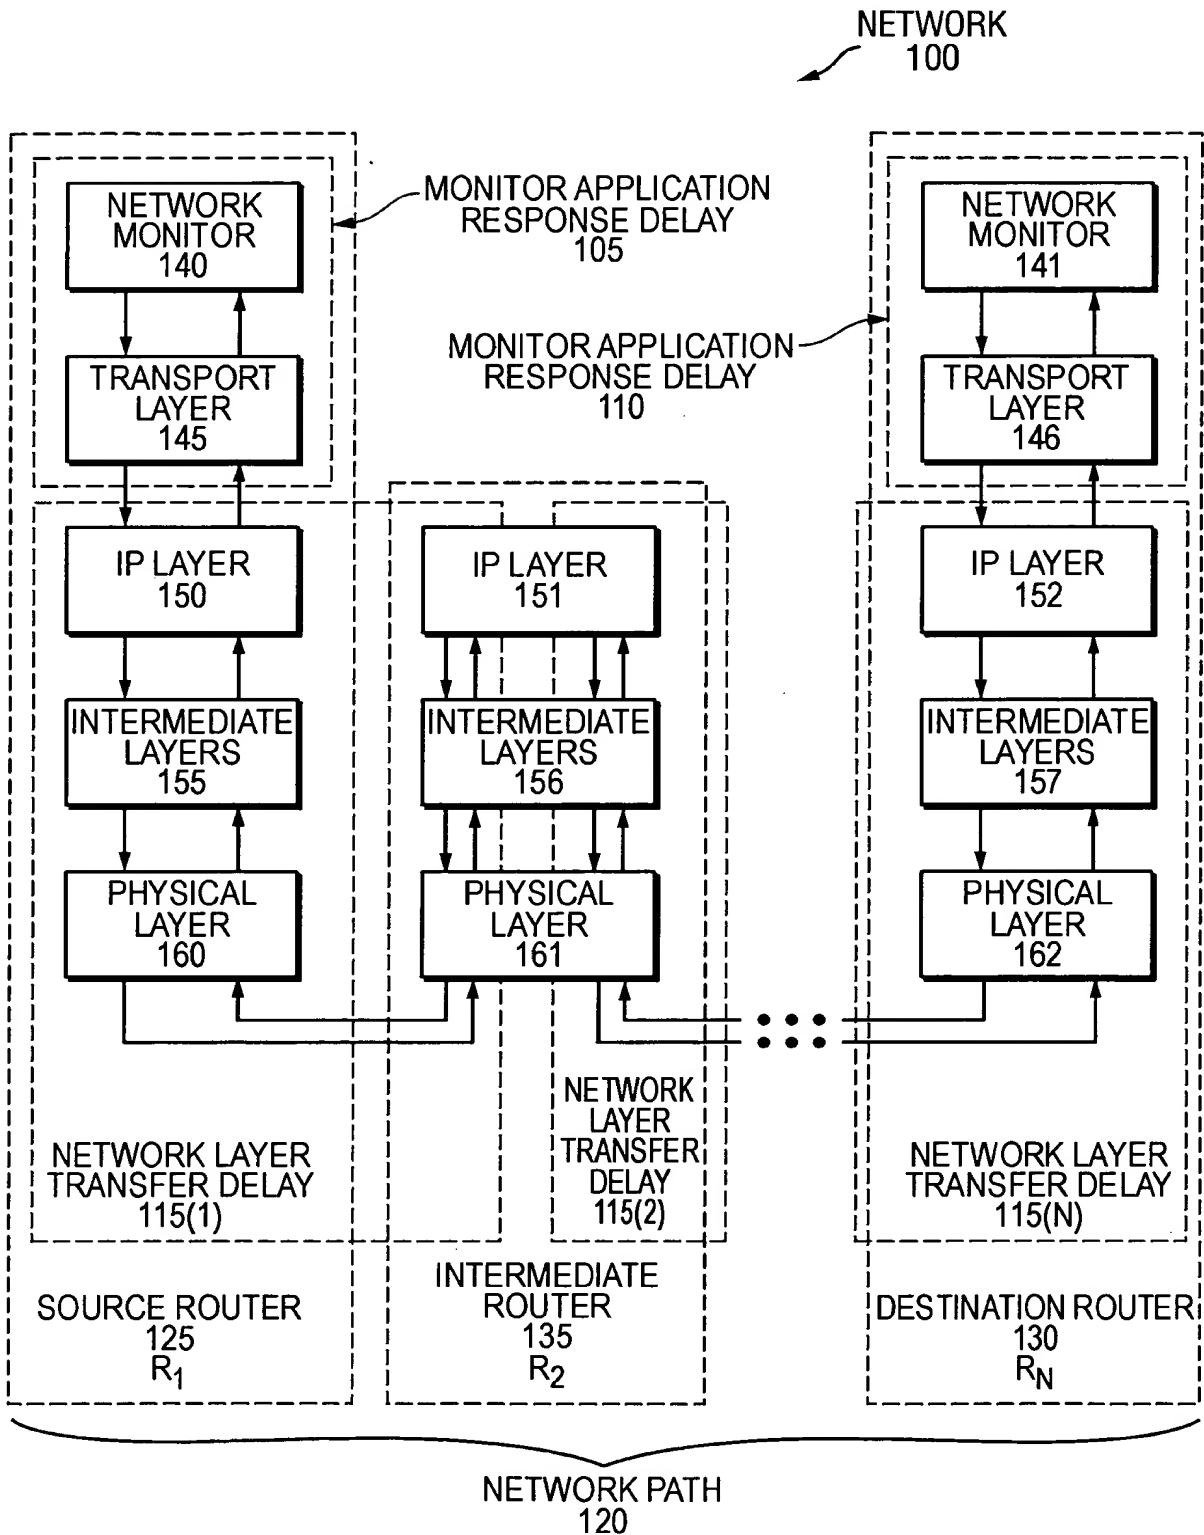 NETWORK
100
MONITOR APPLICATION
RESPONSE DELAY
105
NETWORK
MONITOR
140
NETWORK
MONITOR
141
MONITOR APPLICATION
RESPONSE DELAY
110
TRANSPORT
LAYER
145
TRANSPORT
LAYER
146
IP LAYER
150
IP LAYER
151
IP LAYER
152
INTERMEDIATE
LAYERS
155
INTERMEDIATE
LAYERS
156
INTERMEDIATE
LAYERS
157
PHYSICAL
LAYER
160
PHYSICAL
LAYER
161
PHYSICAL
LAYER
162
NETWORK LAYER
TRANSFER DELAY
115(1)
NETWORK
LAYER
TRANSFER
DELAY
115(2)
NETWORK LAYER
TRANSFER DELAY
115(N)
SOURCE ROUTER
125
R1
INTERMEDIATE
ROUTER
135
R2
DESTINATION ROUTER
130
RN
NETWORK PATH
120